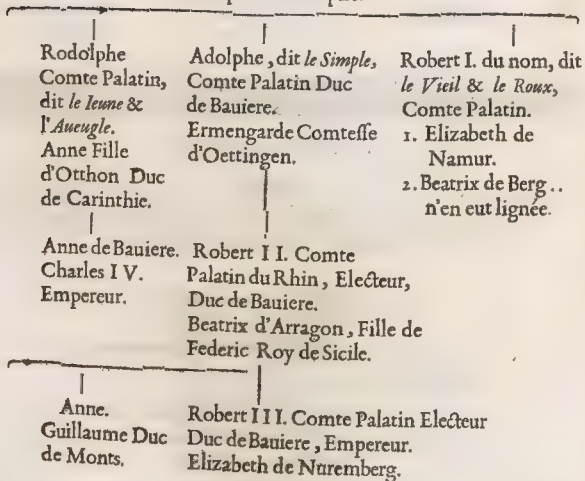 Rodolphe
Comte Palatin,
dit le Ieune &
l'Aueugle.
Anne Fille
d'Otthon Duc
de Carinthie.
Adolphe, dit le Simple,
Comte Palatin Duc
de Bauiere.
Ermengarde Comtesse
d'Oettingen.
Robert I. du nom, dit
le Vieil & le Roux,
Comte Palatin.
1. Elizabeth de
Namur.
2. Beatrix de Berg..
n'en eut lignée.
Anne de Bauiere.
Charles IV.
Empereur.
Robert II. Comte
Palatin du Rhin, Electeur,
Duc de Bauiere.
Beatrix d'Arragon, Fille de
Federic Roy de Sicile.
Anne.
Guillaume Duc
de Monts.
Robert III. Comte Palatin Electeur
Duc de Bauiere, Empereur.
Elizabeth de Nuremberg.